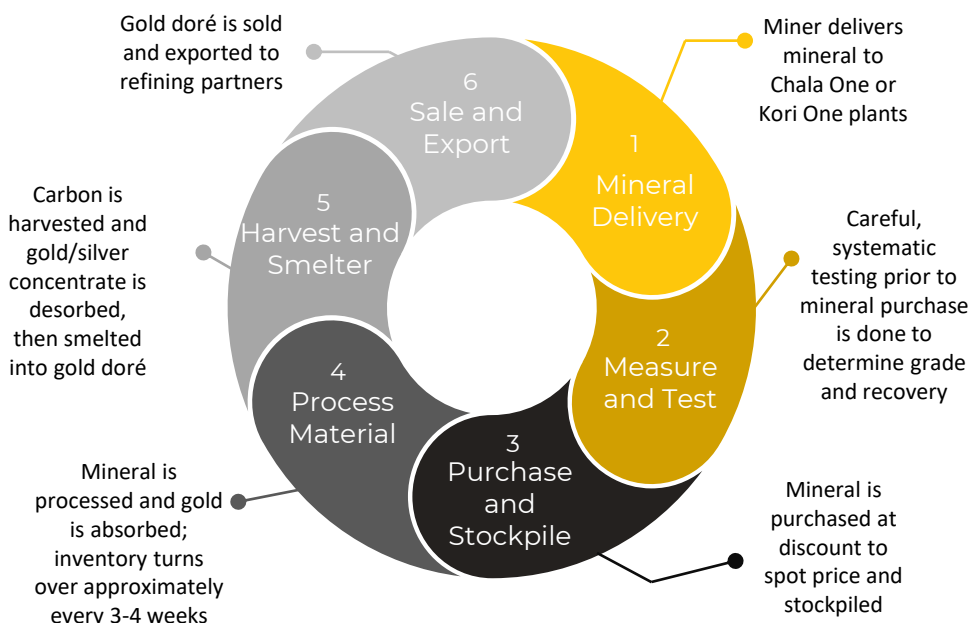 Gold doré is sold
and exported to
refining partners
6
Sale and
Export
Miner delivers
mineral to
Chala One or
Kori One plants
1
Mineral
Delivery
Carbon is
harvested and
gold/silver
concentrate is
desorbed,
then smelted
into gold doré
5
Harvest and
Smelter
Careful,
systematic
testing prior to
mineral purchase
is done to
determine grade
and recovery
2
Measure
and Test
4
Process
Material
3
Purchase
and
Stockpile
Mineral is
processed and gold
is absorbed;
inventory turns
over approximately
every 3-4 weeks
Mineral is
purchased at
discount to
spot price and
stockpiled